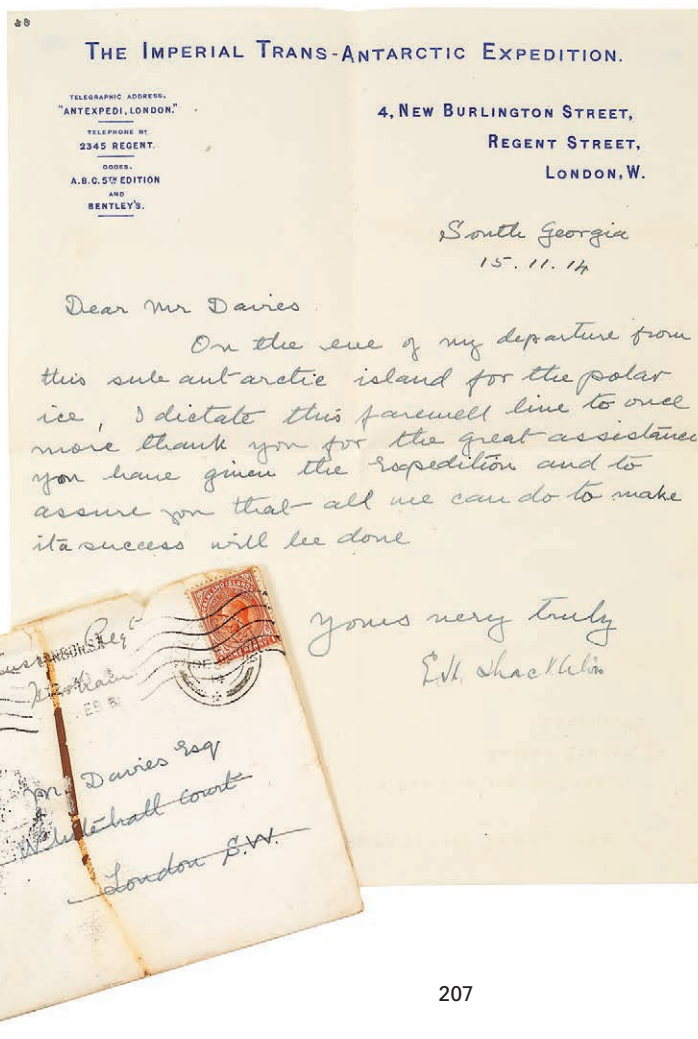 THE IMPERIAL TRANS-ANTARCTIC EXPEDITION.
TELEGRAPHIC ADDRESS.
"ANTEXPEDI, LONDON."
TELEPHONE No
2345 REGENT.
CODES.
A.B.C. 5TH EDITION
AND
BENTLEY'S.
4, NEW BURLINGTON STREET,
REGENT STREET,
LONDON, W.
South Georgia
15.11.14
Dear Mr Davies
On the eve of my departure from
this sub antarctic island for the polar
ice, I dictate this farewell line to once
more thank you for the great assistance
you have given the Expedition and to
assure you that all we can do to make
it a success will be done
Yours very truly
E.H. Shackleton
Regt
M. Davies Esq
Whitehall Court
London S.W.
207